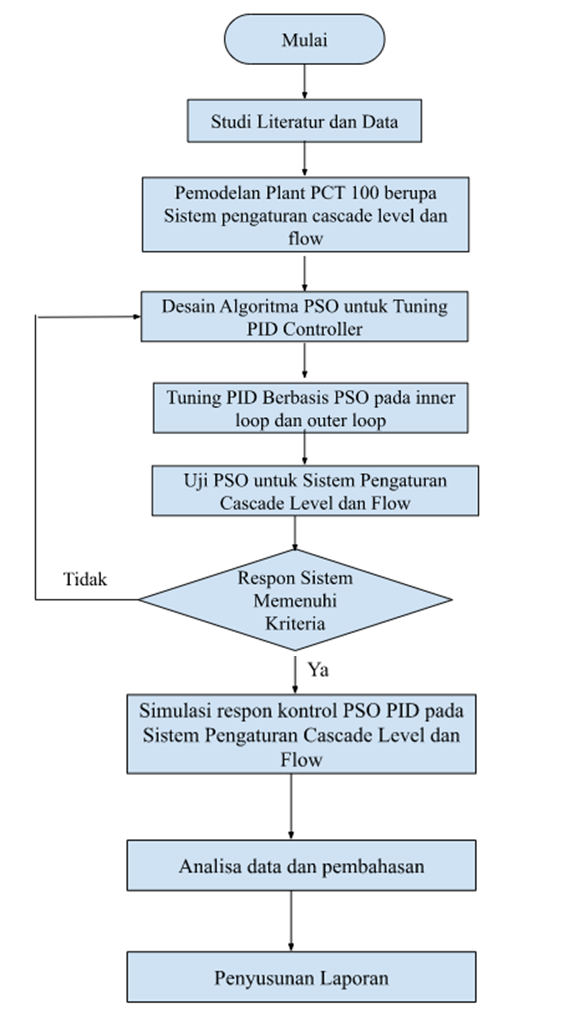 Mulai
Studi Literatur dan Data
Pemodelan Plant PCT 100 berupa
Sistem pengaturan cascade level dan
flow
Desain Algoritma PSO untuk Tuning
PID Controller
Tuning PID Berbasis PSO pada inner
loop dan outer loop
Uji PSO untuk Sistem Pengaturan
Cascade Level dan Flow
Respon Sistem
Memenuhi
Kriteria
Tidak
Ya
Simulasi respon kontrol PSO PID pada
Sistem Pengaturan Cascade Level dan
Flow
Analisa data dan pembahasan
Penyusunan Laporan